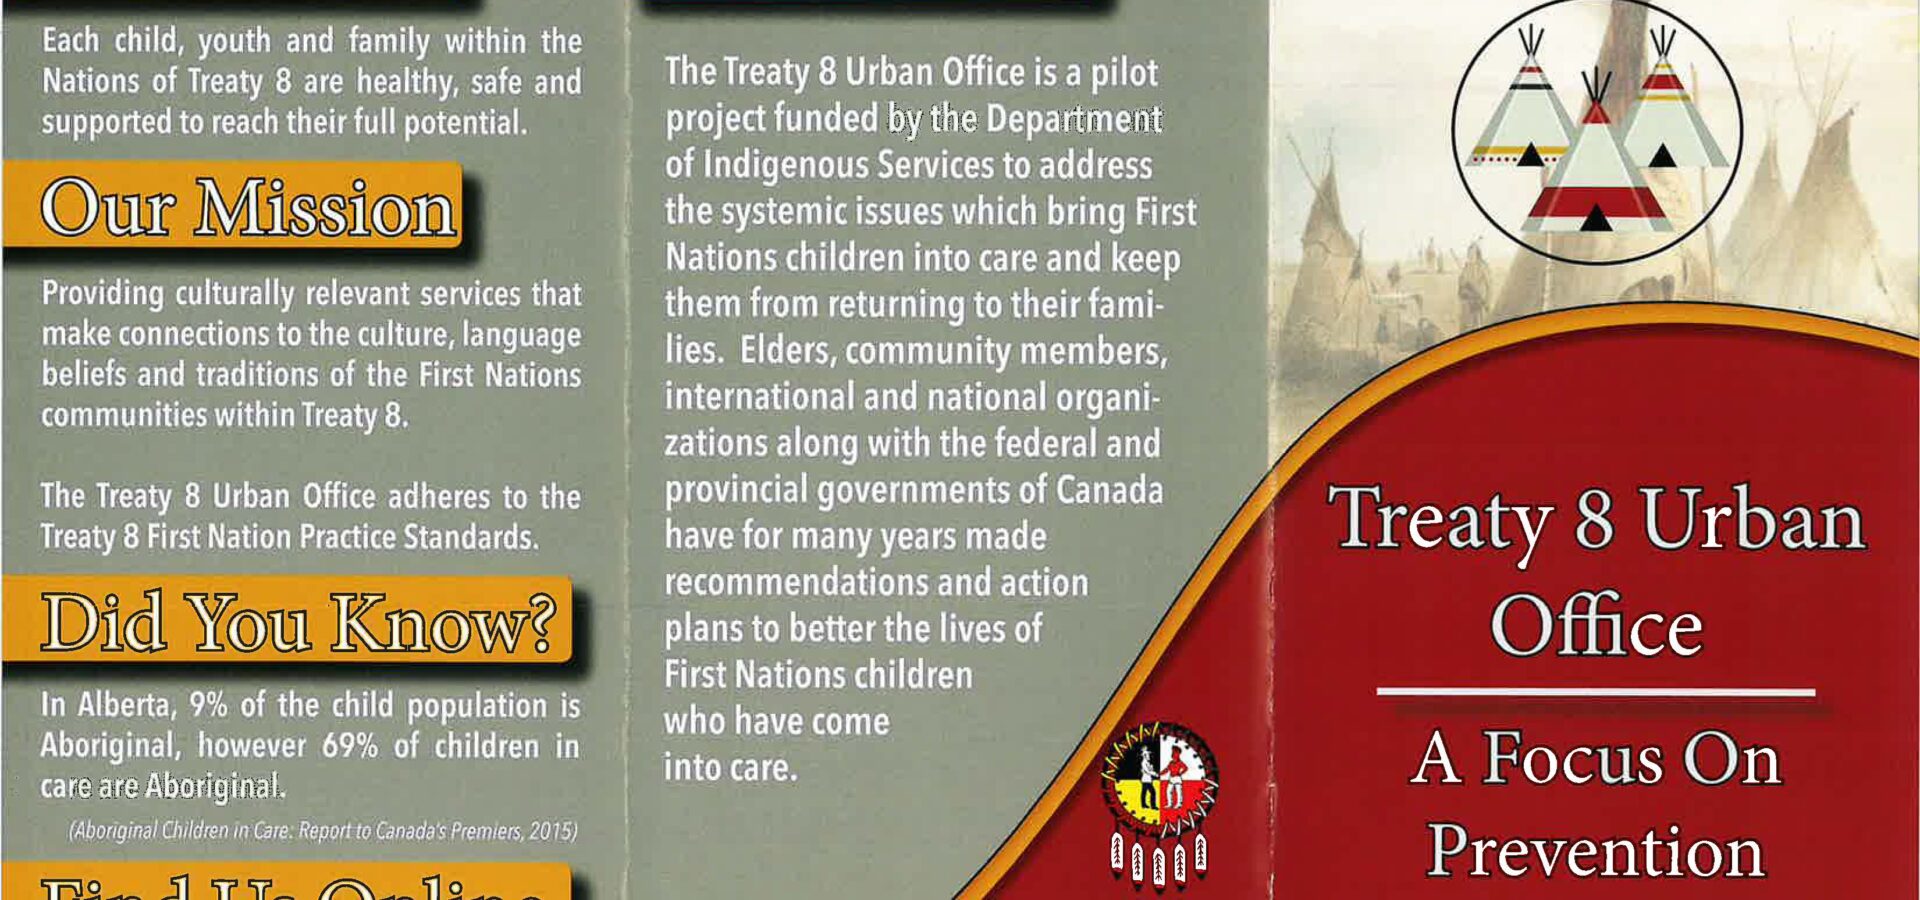 Each child, youth and family within the
Nations of Treaty 8 are healthy, safe and
supported to reach their full potential.
Our Mission
Providing culturally relevant services that
make connections to the culture, language
beliefs and traditions of the First Nations
communities within Treaty 8.
The Treaty 8 Urban Office adheres to the
Treaty 8 First Nation Practice Standards.
Did You Know?
In Alberta, 9% of the child population is
Aboriginal, however 69% of children in
care are Aboriginal.
(Aboriginal Children in Care: Report to Canada's Premiers, 2015)
Find Us Online
The Treaty 8 Urban Office is a pilot
project funded by the Department
of Indigenous Services to address
the systemic issues which bring First
Nations children into care and keep
them from returning to their fami-
lies. Elders, community members,
international and national organi-
zations along with the federal and
provincial governments of Canada
have for many years made
recommendations and action
plans to better the lives of
First Nations children
who have come
into care.
Treaty 8 Urban
Office
A Focus On
Prevention